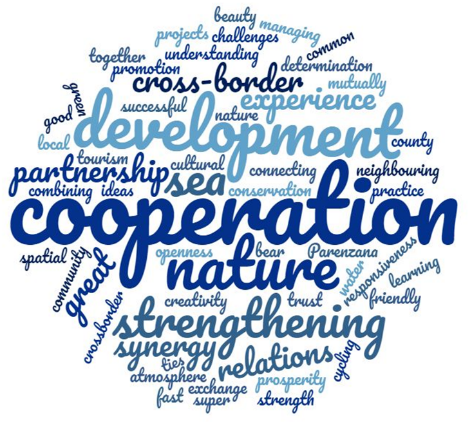 beauty
managing
projects
challenges
common
together
understanding
determination
promotion
cross-border
mutually
green
good
successful
experience
nature
development
local
county
tourism
cultural
connecting
neighbouring
partnership
sea
conservation
practice
combining
ideas
cooperation
spatial
openness
bear
Parenzana
community
great
nature
water
responsiveness
learning
creativity
trust
friendly
crossborder
strengthening
synergy
relations
cycling
ties
atmosphere
prosperity
exchange
fast
super
strength